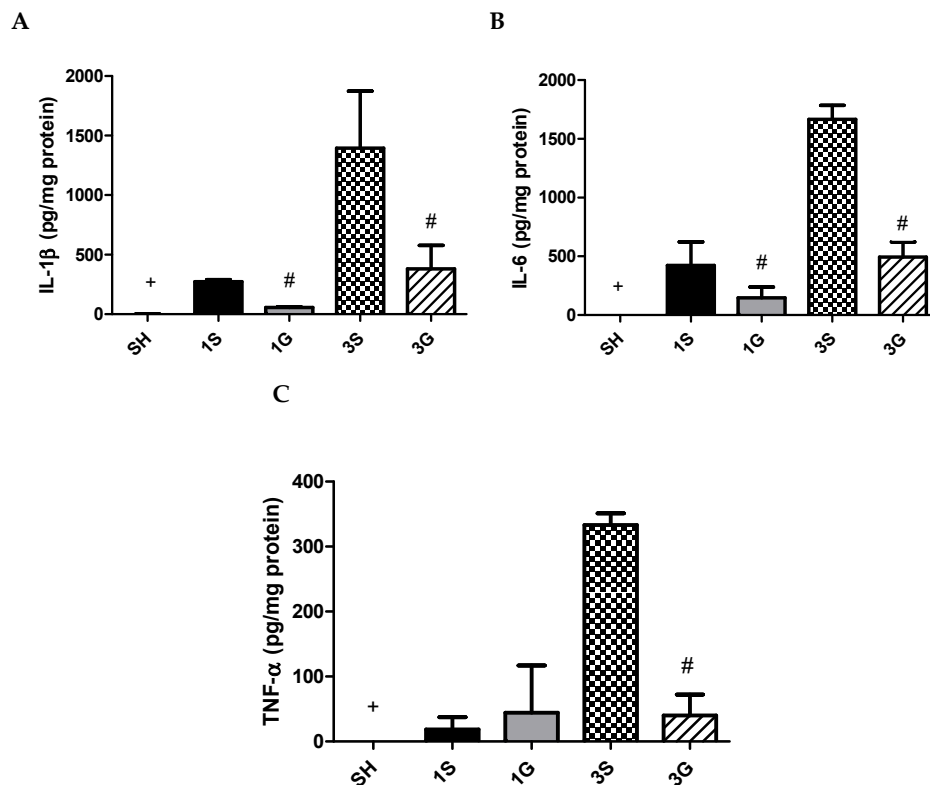 A
IL-1β (pg/mg protein)
2000
1500
1000
500
0
+
#
#
SH
1S
1G
3S
3G
B
IL-6 (pg/mg protein)
2000
1500
1000
500
0
+
#
#
SH
1S
1G
3S
3G
C
TNF-α (pg/mg protein)
400
300
200
100
0
+
#
SH
1S
1G
3S
3G